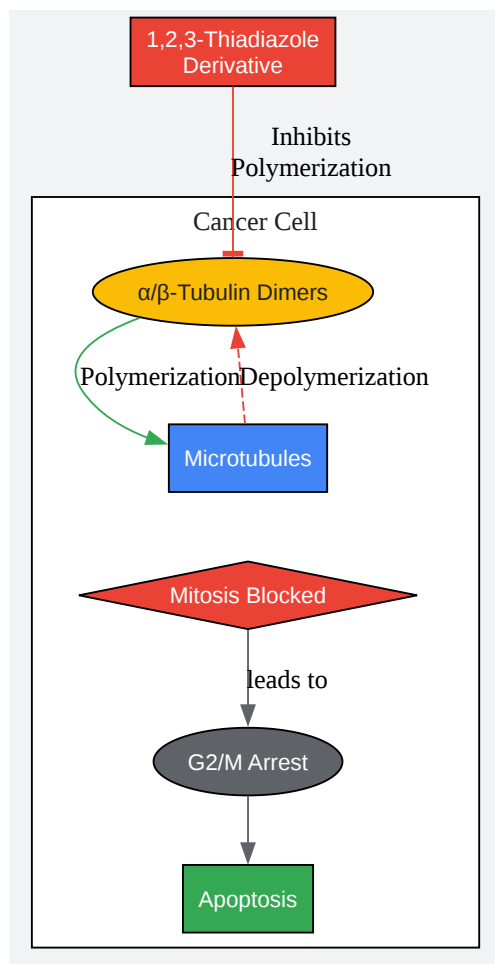 1,2,3-Thiadiazole
Derivative
Inhibits
Polymerization
Cancer Cell
α/β-Tubulin Dimers
Polymerization
Depolymerization
Microtubules
Mitosis Blocked
leads to
G2/M Arrest
Apoptosis